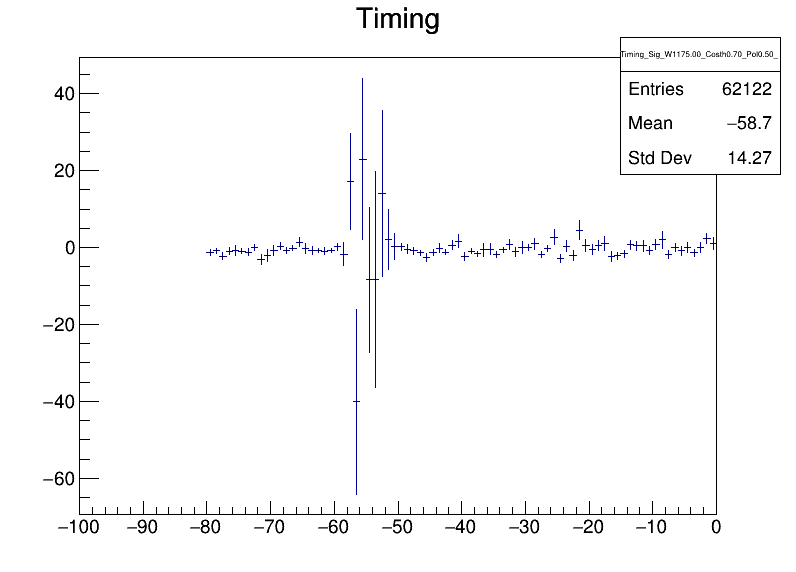 Timing
Timing_Sig_W1175.00_Costh0.70_Pol0.50_
Entries 62122
Mean −58.7
Std Dev 14.27
40
20
0
−20
−40
−60
−100 −90 −80 −70 −60 −50 −40 −30 −20 −10 0